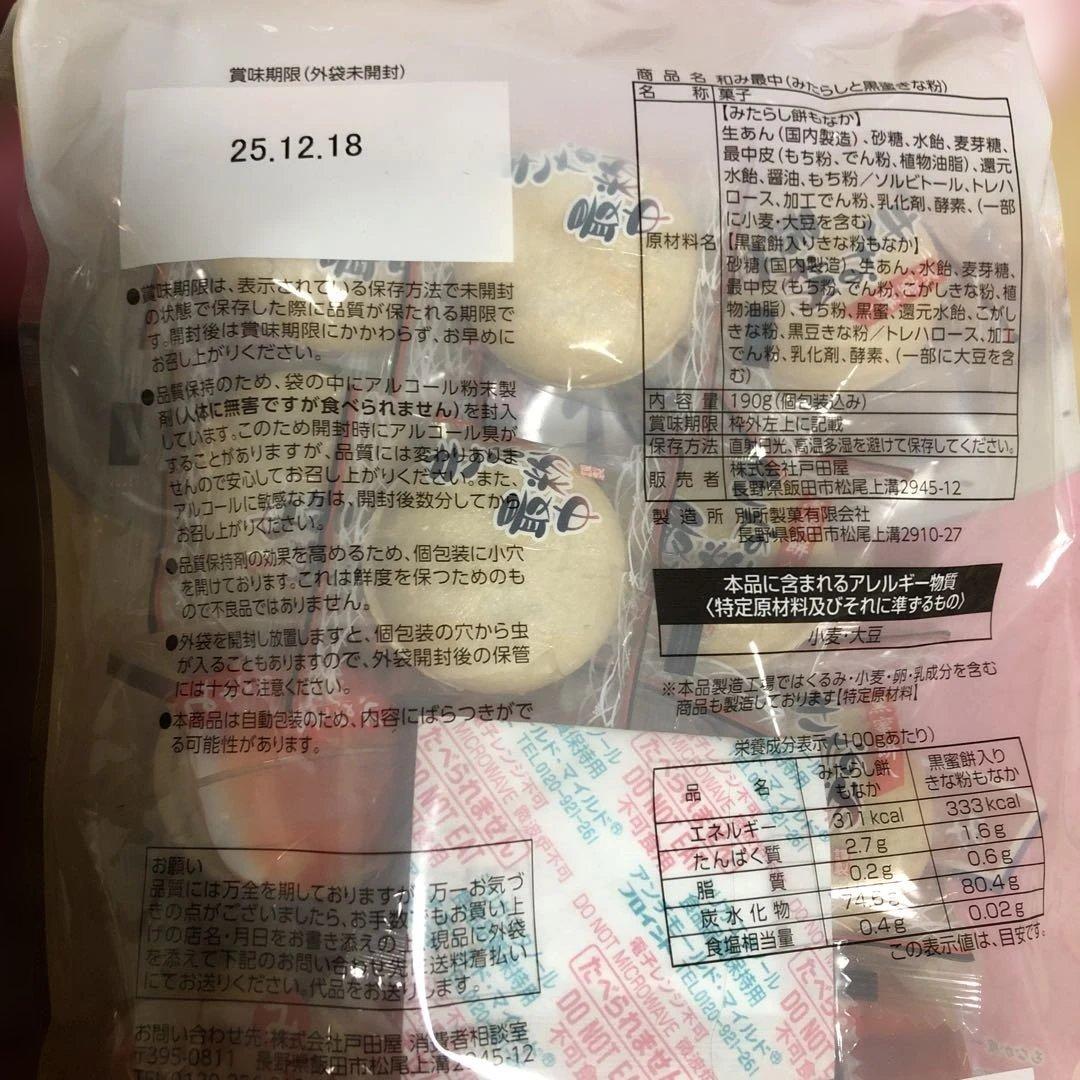 賞味期限(外袋未開封)
25.12.18
●賞味期限は、表示されている保存方法で未開封
の状態で保存した際に品質が保たれる期限で
す。開封後は賞味期限にかかわらず、お早めに
お召し上がりください。
●品質保持のため、袋の中にアルコール粉末製
剤(人体に無害ですが食べられません)を封入
しています。このため開封時にアルコール臭が
することがありますが、品質には変わりありま
せんので安心してお召し上がりください。また、
アルコールに敏感な方は、開封後数分してから
お召し上がりください。
●品質保持剤の効果を高めるため、個包装に小穴
を開けております。これは鮮度を保つためのも
ので不良品ではありません。
●外袋を開封し放置しますと、個包装の穴から虫
が入ることもありますので、外袋開封後の保管
には十分ご注意ください。
●本商品は自動包装のため、内容にばらつきがで
る可能性があります。
お願い
品質には万全を期しておりますが、万一お気づ
きの点がございましたら、お手数でもお買い上
げの店名・月日をお書き添えの上、現品に外袋
を添えて下記のお問い合わせ先に送料着払い
にてお送りください。代品をお送りします。
お問い合わせ先:株式会社戸田屋 消費者相談室
〒395-0811 長野県飯田市松尾上溝2945-12
商品名 和み最中(みたらしと黒蜜きな粉)
名称 菓子
原材料名
【みたらし餅もなか】
生あん(国内製造)、砂糖、水飴、麦芽糖、
最中皮(もち粉、でん粉、植物油脂)、還元
水飴、醤油、もち粉/ソルビトール、トレハ
ロース、加工でん粉、乳化剤、酵素、(一部
に小麦・大豆を含む)
【黒蜜餅入りきな粉もなか】
砂糖(国内製造)、生あん、水飴、麦芽糖、
最中皮(もち粉、でん粉、こがしきな粉、植
物油脂)、もち粉、黒蜜、還元水飴、こがし
きな粉、黒豆きな粉/トレハロース、加工
でん粉、乳化剤、酵素、(一部に大豆を含
む)
内容量 190g(個包装込み)
賞味期限 枠外左上に記載
保存方法 直射日光、高温多湿を避けて保存してください。
販売者 株式会社戸田屋
長野県飯田市松尾上溝2945-12
製造所 別所製菓有限会社
長野県飯田市松尾上溝2910-27
本品に含まれるアレルギー物質
〈特定原材料及びそれに準ずるもの〉
小麦・大豆
※本品製造工場ではくるみ・小麦・卵・乳成分を含む
商品も製造しております【特定原材料】
栄養成分表示(100gあたり)
品名 みたらし餅もなか 黒蜜餅入りきな粉もなか
エネルギー 311kcal 333kcal
たんぱく質 2.7g 1.6g
脂質 0.2g 0.6g
炭水化物 74.6g 80.4g
食塩相当量 0.4g 0.02g
この表示値は、目安です。
たべられません
DO NOT EAT
電子レンジ不可
DO NOT MICROWAVE
アンチモールド・マイルド®
TEL0120-921-261